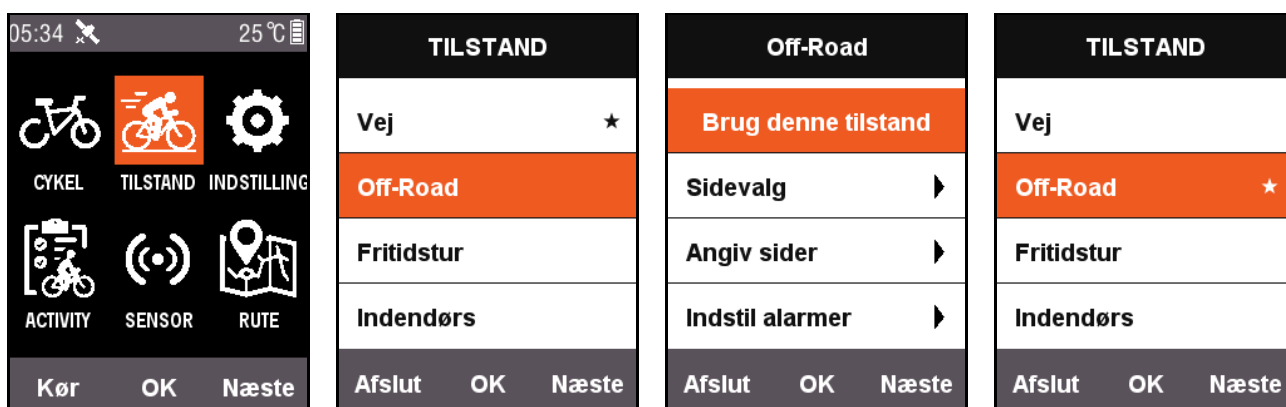 05:34 25℃
CYKEL TILSTAND INDSTILLING
ACTIVITY SENSOR RUTE
Kør OK Næste
TILSTAND
Vej ★
Off-Road
Fritidstur
Indendørs
Afslut OK Næste
Off-Road
Brug denne tilstand
Sidevalg
Angiv sider
Indstil alarmer
Afslut OK Næste
TILSTAND
Vej
Off-Road ★
Fritidstur
Indendørs
Afslut OK Næste